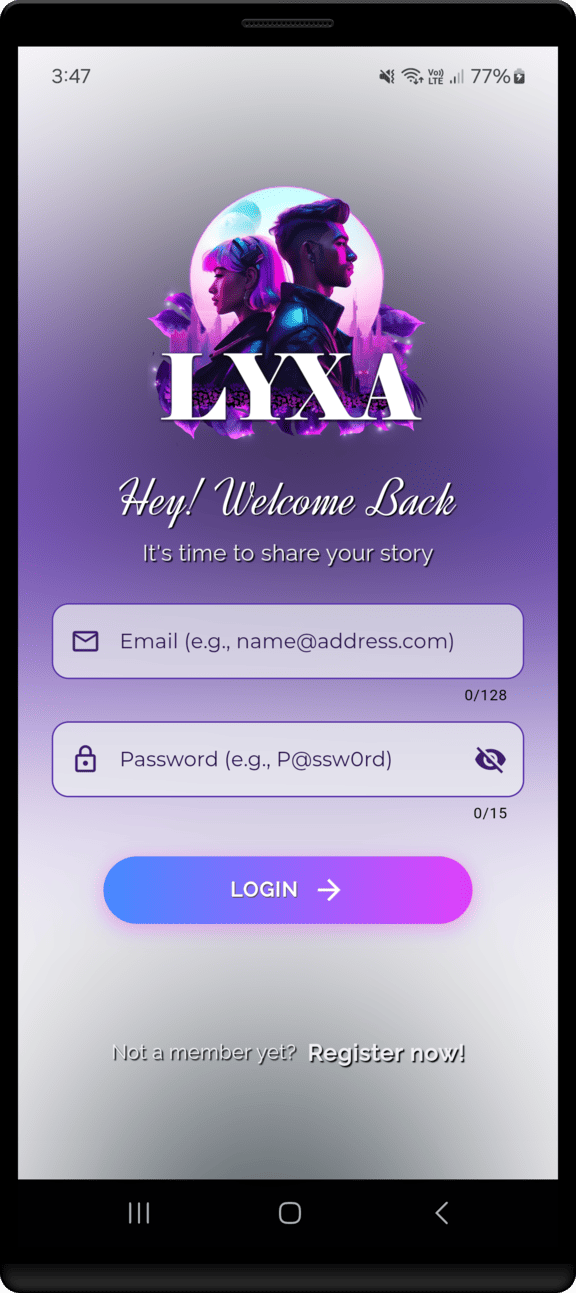 3:47 Vo)) LTE 77%
LYXA
Hey! Welcome Back
It's time to share your story
Email (e.g., name@address.com)
0/128
Password (e.g., P@ssw0rd)
0/15
LOGIN
Not a member yet? Register now!